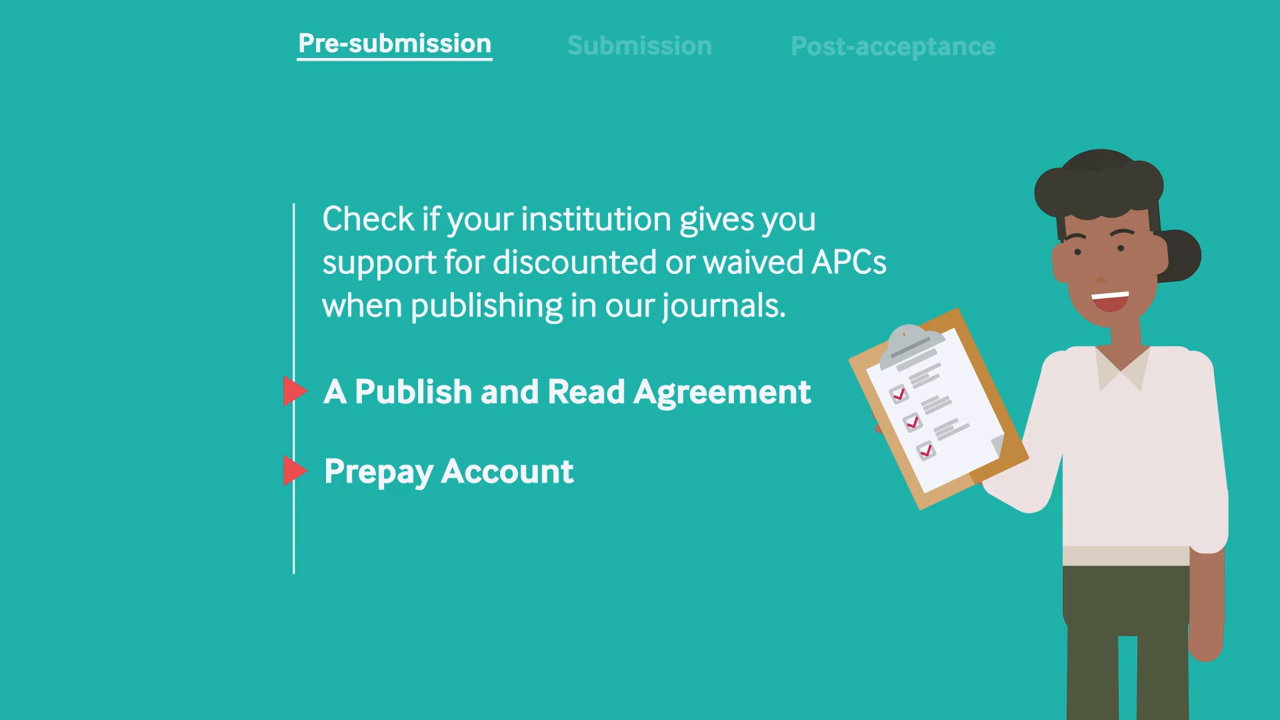 Pre-submission
Submission
Post-acceptance
Check if your institution gives you
support for discounted or waived APCs
when publishing in our journals.
A Publish and Read Agreement
Prepay Account